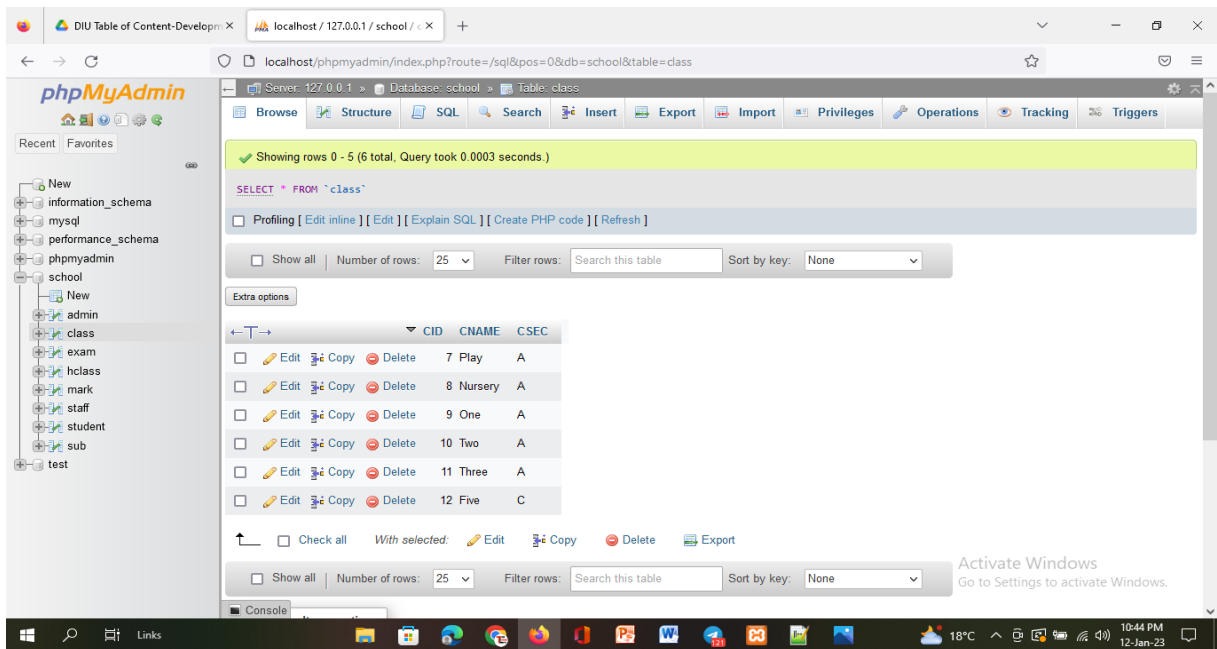 DIU Table of Content-Developm
localhost / 127.0.0.1 / school / c
localhost/phpmyadmin/index.php?route=/sql&pos=0&db=school&table=class
phpMyAdmin
Recent Favorites
New
information_schema
mysql
performance_schema
phpmyadmin
school
New
admin
class
exam
hclass
mark
staff
student
sub
test
Server: 127.0.0.1 » Database: school » Table: class
Browse Structure SQL Search Insert Export Import Privileges Operations Tracking Triggers
Showing rows 0 - 5 (6 total, Query took 0.0003 seconds.)
SELECT * FROM `class`
Profiling [ Edit inline ] [ Edit ] [ Explain SQL ] [ Create PHP code ] [ Refresh ]
Show all | Number of rows: 25 Filter rows: Search this table Sort by key: None
Extra options
←T→ CID CNAME CSEC
Edit Copy Delete 7 Play A
Edit Copy Delete 8 Nursery A
Edit Copy Delete 9 One A
Edit Copy Delete 10 Two A
Edit Copy Delete 11 Three A
Edit Copy Delete 12 Five C
Check all With selected: Edit Copy Delete Export
Show all | Number of rows: 25 Filter rows: Search this table Sort by key: None
Activate Windows
Go to Settings to activate Windows.
Console
Links
18°C
10:44 PM
12-Jan-23